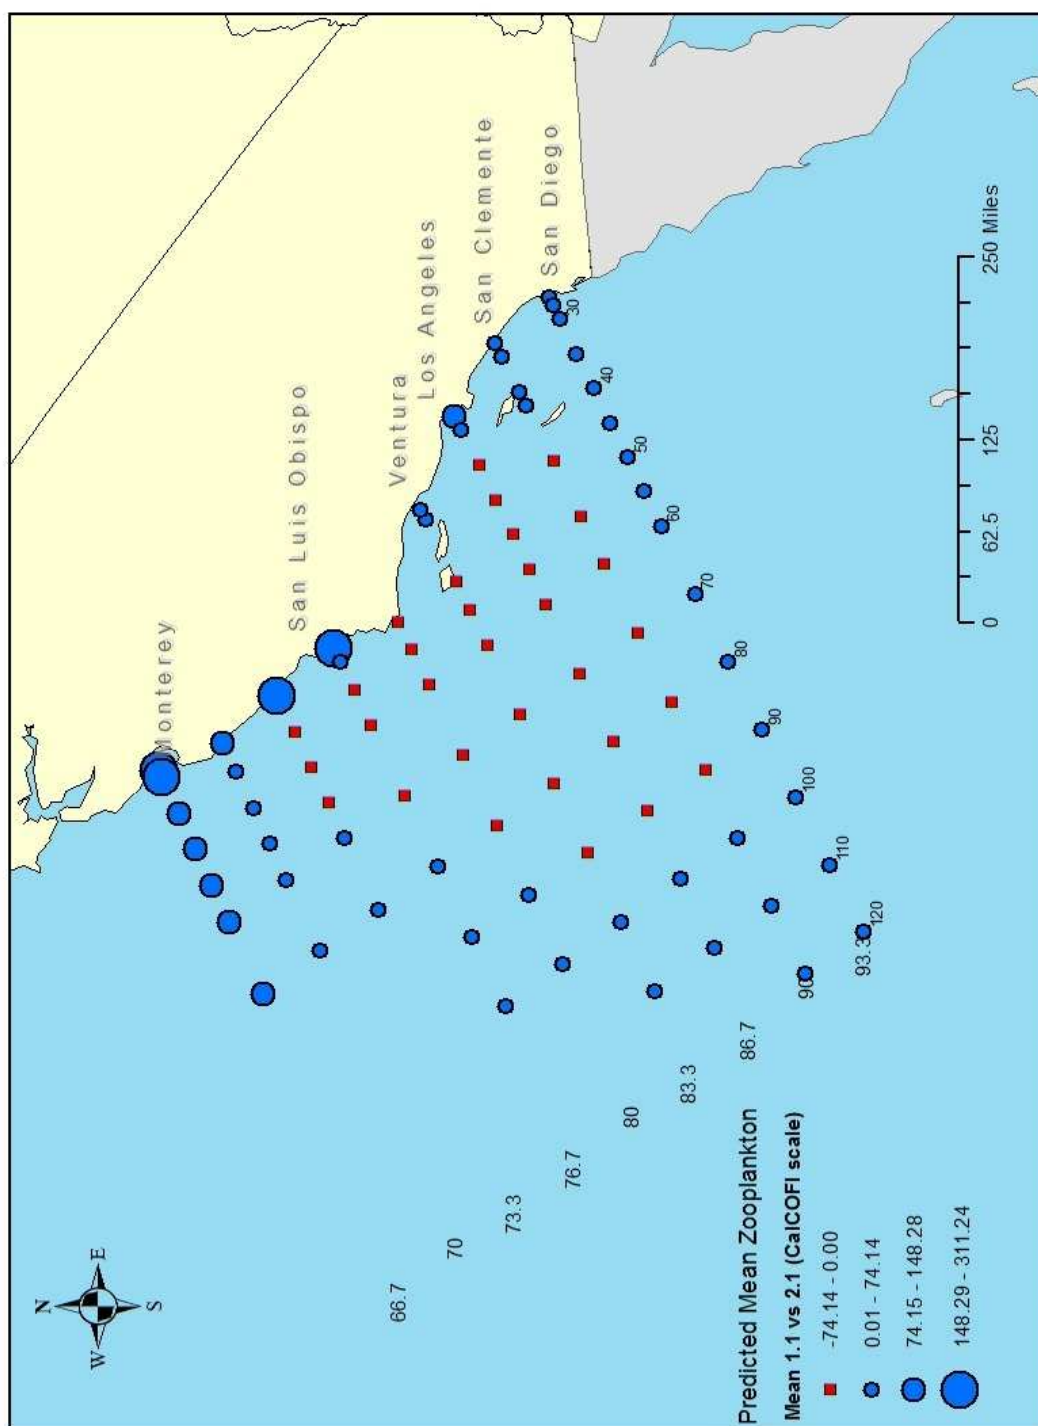 N
W
E
S
Monterey
San Luis Obispo
Ventura
Los Angeles
San Clemente
San Diego
30
40
50
60
70
80
90
100
110
120
66.7
70
73.3
76.7
80
83.3
86.7
90
93.3
Predicted Mean Zooplankton
Mean 1.1 vs 2.1 (CalCOFI scale)
-74.14 - 0.00
0.01 - 74.14
74.15 - 148.28
148.29 - 311.24
0 62.5 125 250 Miles